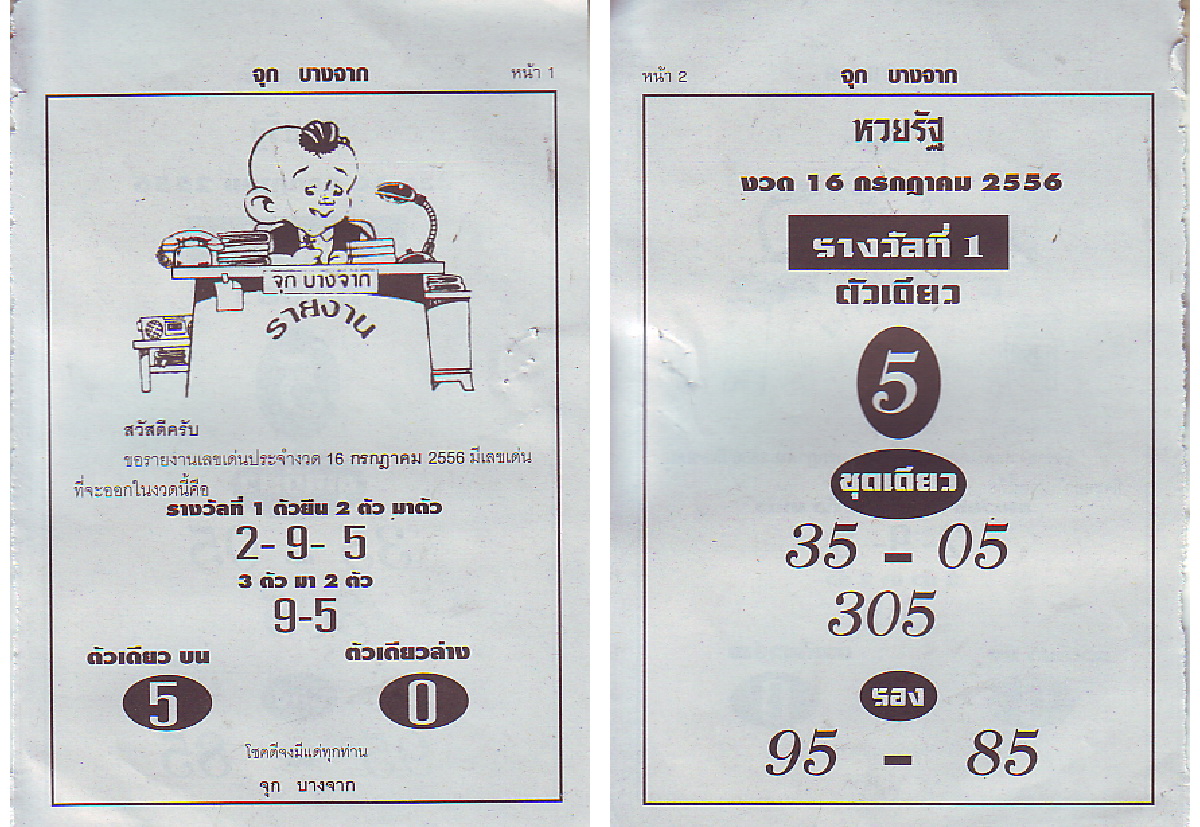 จุก บางจาก
หน้า 1
จุก บางจาก
รายงาน
สวัสดีครับ
ขอรายงานเลขเด่นประจำงวด 16 กรกฎาคม 2556 มีเลขเด่น
ที่จะออกในงวดนี้คือ
รางวัลที่ 1 ตัวยืน 2 ตัว มาตัว
2- 9- 5
3 ตัว มา 2 ตัว
9-5
ตัวเดียว บน
ตัวเดียวล่าง
5
0
โชคดีจงมีแด่ทุกท่าน
จุก บางจาก
หน้า 2
จุก บางจาก
หวยรัฐ
งวด 16 กรกฎาคม 2556
รางวัลที่ 1
ตัวเดียว
5
ชุดเดียว
35 - 05
305
รอง
95 - 85